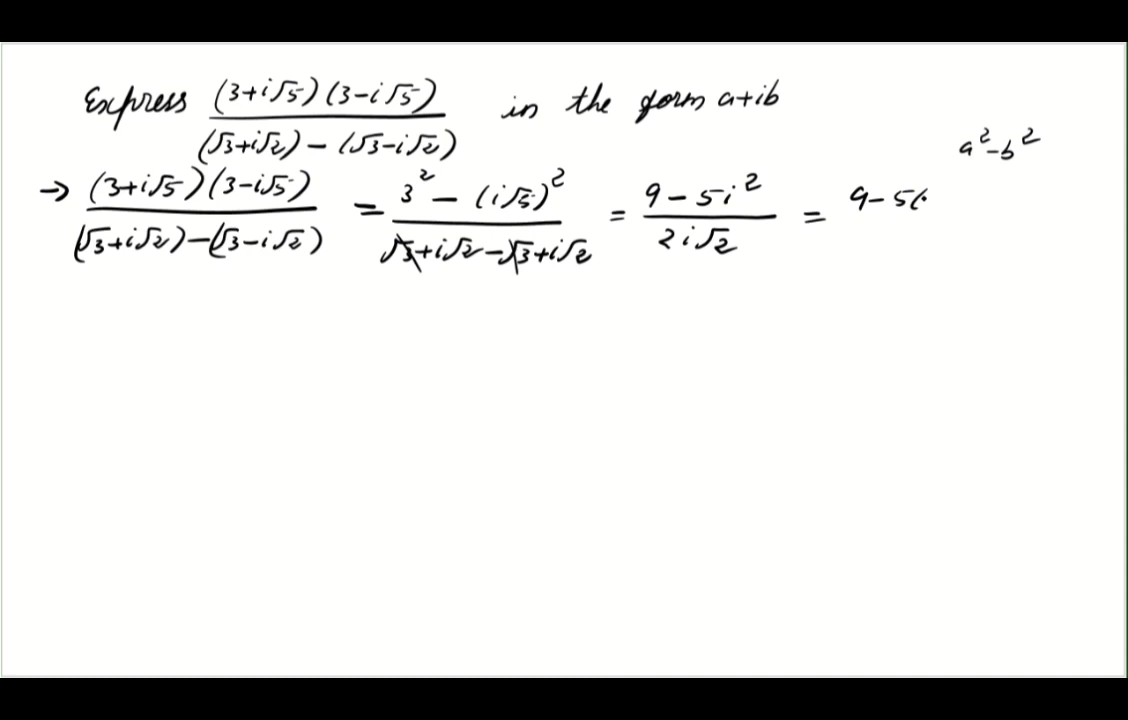 Express (3+i√5)(3-i√5) / (√3+i√2)-(√3-i√2) in the form a+ib
a²-b²
→ (3+i√5)(3-i√5) / (√3+i√2)-(√3-i√2) = 3²-(i√5)² / √3+i√2-√3+i√2 = 9-5i² / 2i√2 = 9-5(